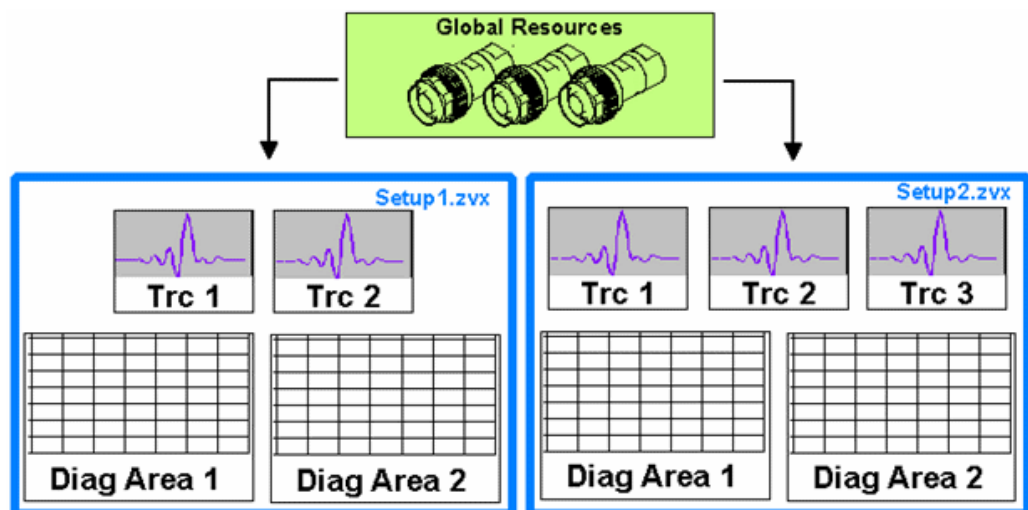 Global Resources
Setup1.zvx
Trc 1
Trc 2
Diag Area 1
Diag Area 2
Setup2.zvx
Trc 1
Trc 2
Trc 3
Diag Area 1
Diag Area 2